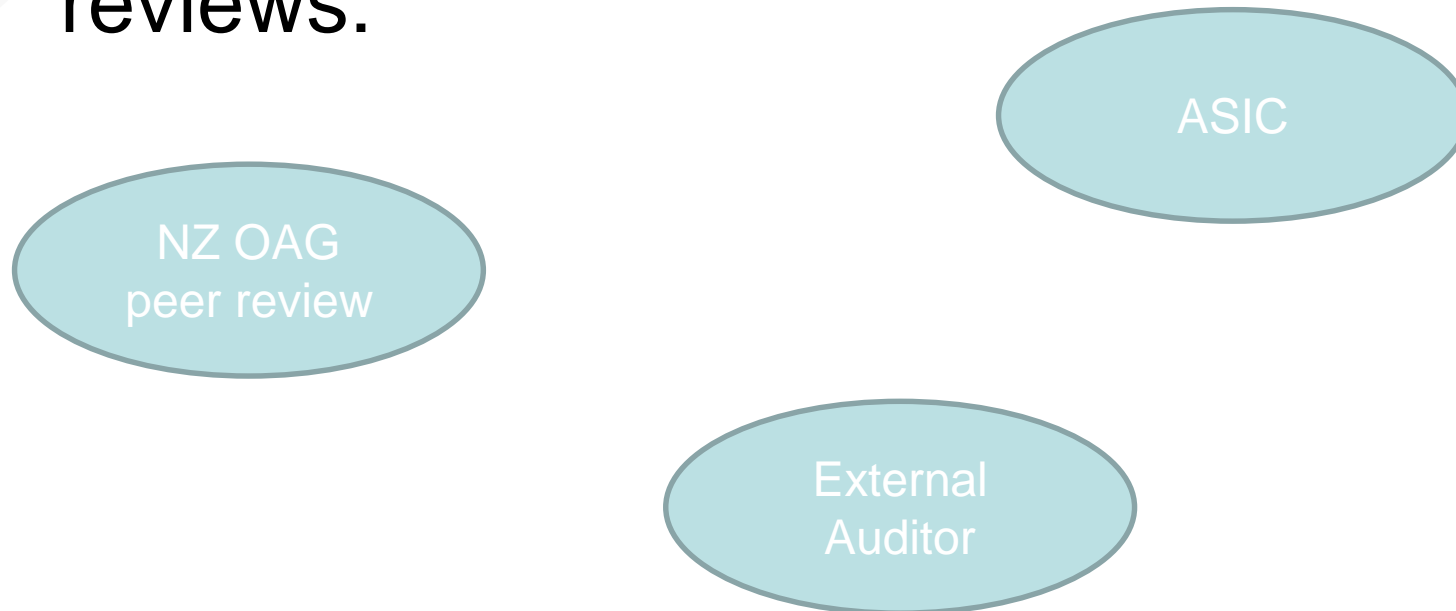 reviews.
ASIC
NZ OAG
peer review
External
Auditor